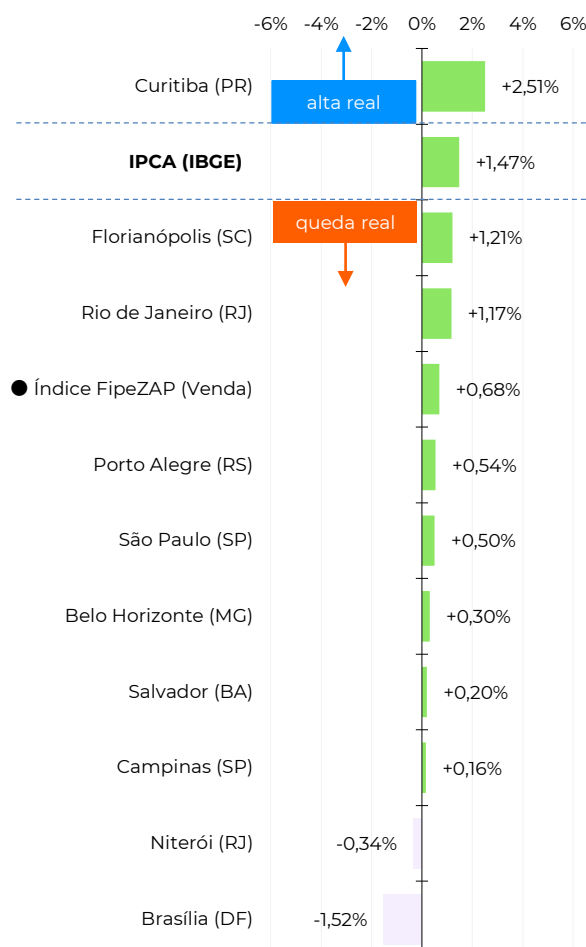 -6% -4% -2% 0% 2% 4% 6%
Curitiba (PR) +2,51%
alta real
IPCA (IBGE) +1,47%
queda real
Florianópolis (SC) +1,21%
Rio de Janeiro (RJ) +1,17%
● Índice FipeZAP (Venda) +0,68%
Porto Alegre (RS) +0,54%
São Paulo (SP) +0,50%
Belo Horizonte (MG) +0,30%
Salvador (BA) +0,20%
Campinas (SP) +0,16%
Niterói (RJ) -0,34%
Brasília (DF) -1,52%